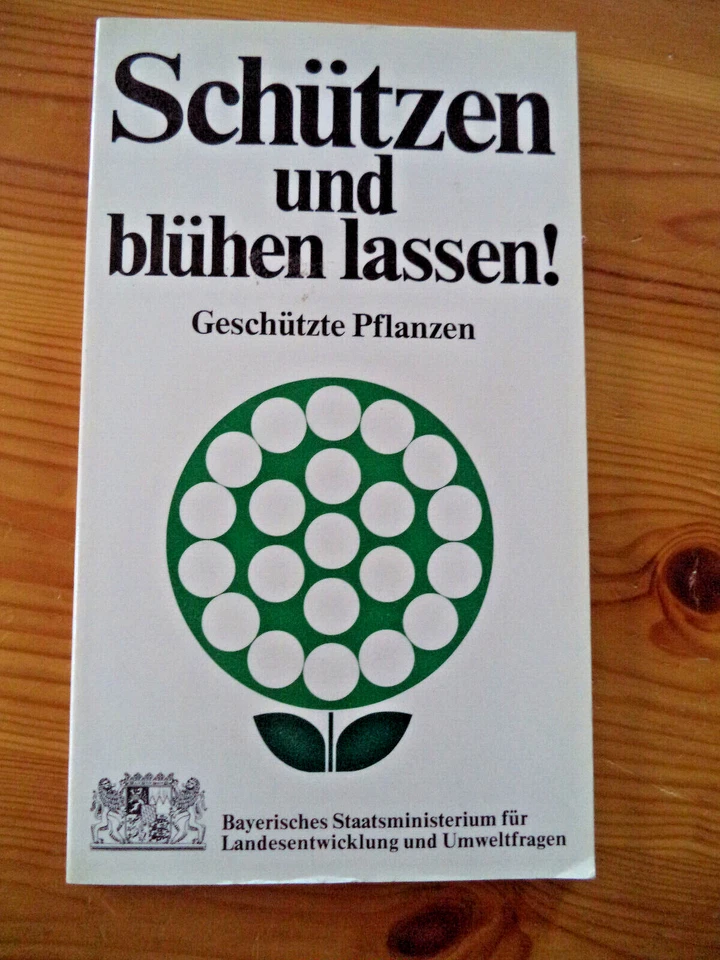 Schützen
und
blühen lassen!
Geschützte Pflanzen
Bayerisches Staatsministerium für
Landesentwicklung und Umweltfragen